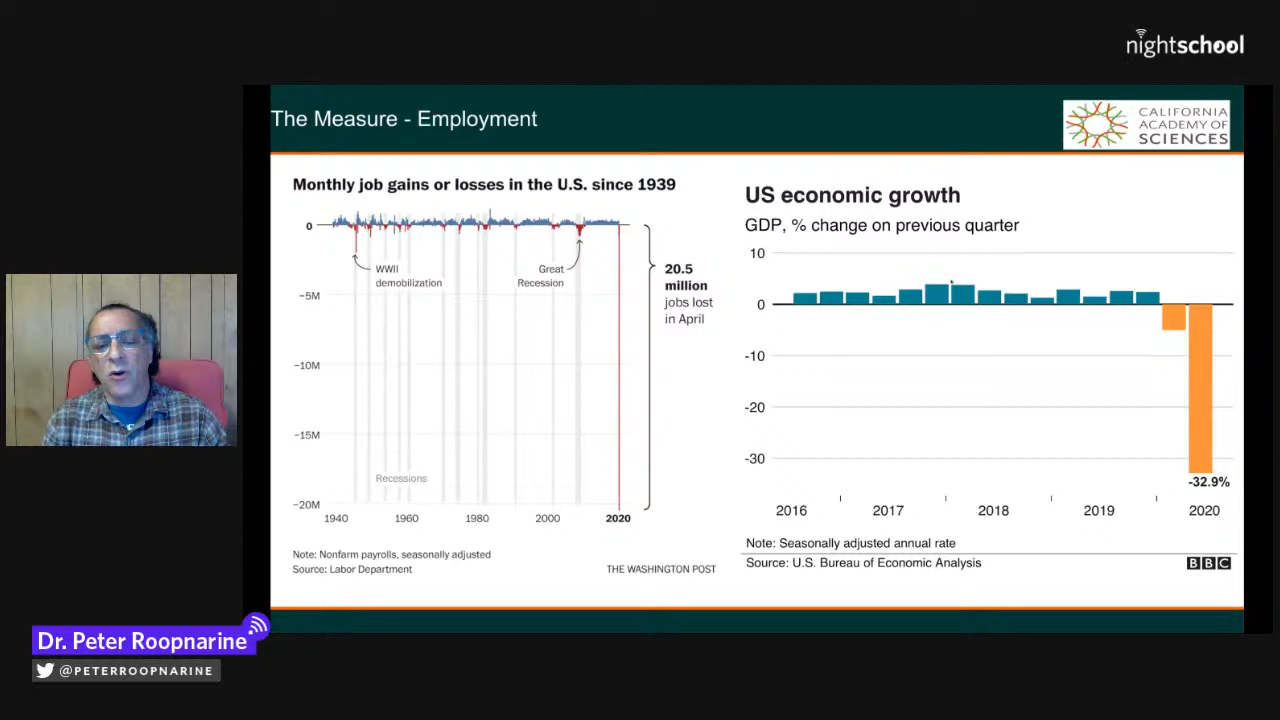 nightschool
The Measure - Employment
CALIFORNIA
ACADEMY OF
SCIENCES
Monthly job gains or losses in the U.S. since 1939
0
WWII
demobilization
Great
Recession
−5M
−10M
−15M
Recessions
−20M
1940
1960
1980
2000
2020
20.5
million
jobs lost
in April
Note: Nonfarm payrolls, seasonally adjusted
Source: Labor Department
THE WASHINGTON POST
US economic growth
GDP, % change on previous quarter
10
0
-10
-20
-30
-32.9%
2016
2017
2018
2019
2020
Note: Seasonally adjusted annual rate
Source: U.S. Bureau of Economic Analysis
BBC
Dr. Peter Roopnarine
@PETERROOPNARINE